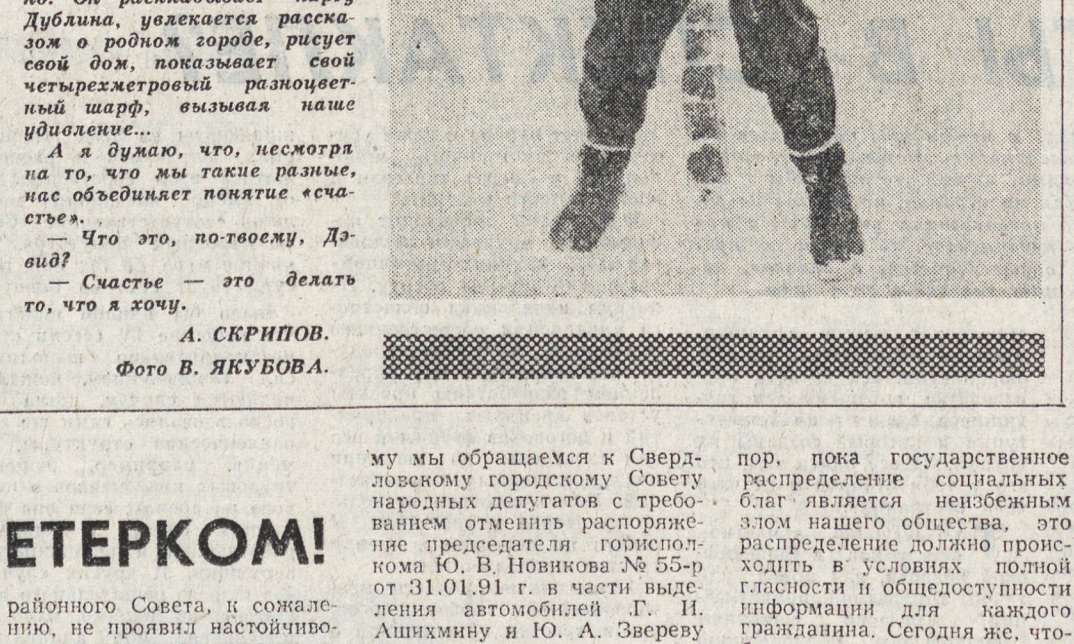 Дублина, увлекается расска-
зом о родном городе, рисует
свой дом, показывает свой
четырехметровый разноцвет-
ный шарф, вызывая наше
удивление...
А я думаю, что, несмотря
на то, что мы такие разные,
нас объединяет понятие «сча-
стье».
— Что это, по-твоему, Дэ-
вид?
— Счастье — это делать
то, что я хочу.
А. СКРИПОВ.
Фото В. ЯКУБОВА.
ЕТЕРКОМ!
районного Совета, к сожале-
нию, не проявил настойчиво-
му мы обращаемся к Сверд-
ловскому городскому Совету
народных депутатов с требо-
ванием отменить распоряже-
ние председателя гориспол-
кома Ю. В. Новикова № 55-р
от 31.01.91 г. в части выде-
ления автомобилей Г. И.
Ашихмину и Ю. А. Звереву
пор, пока государственное
распределение социальных
благ является неизбежным
злом нашего общества, это
распределение должно проис-
ходить в условиях полной
гласности и общедоступности
информации для каждого
гражданина. Сегодня же, что-